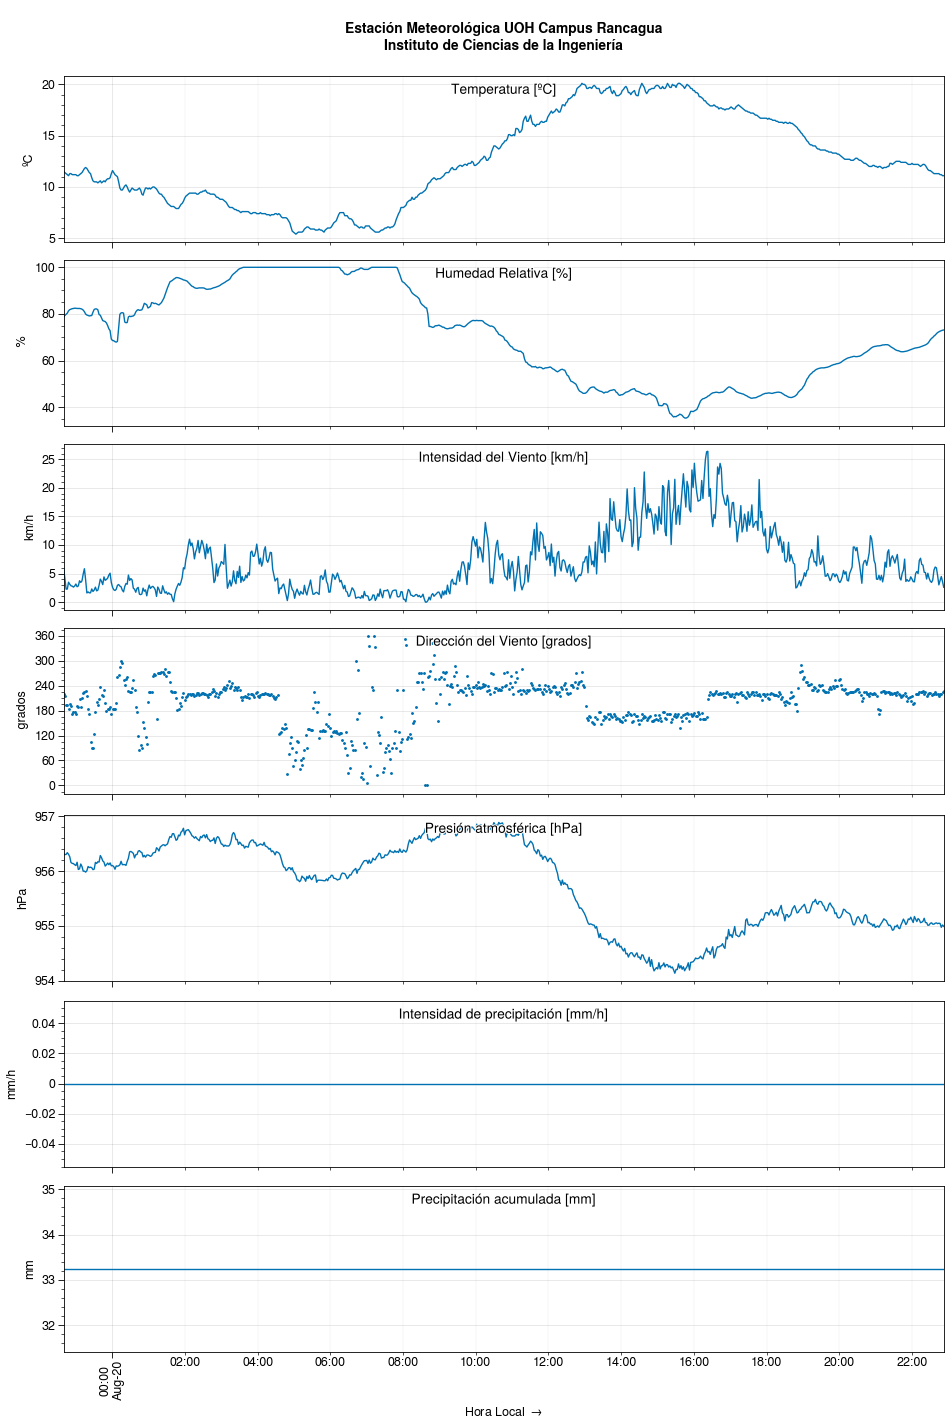 Estación Meteorológica UOH Campus Rancagua
Instituto de Ciencias de la Ingeniería
Temperatura [ºC]
ºC
20
15
10
5
Humedad Relativa [%]
%
100
80
60
40
Intensidad del Viento [km/h]
km/h
25
20
15
10
5
0
Dirección del Viento [grados]
grados
360
300
240
180
120
60
0
Presión atmosférica [hPa]
hPa
957
956
955
954
Intensidad de precipitación [mm/h]
mm/h
0.04
0.02
0
−0.02
−0.04
Precipitación acumulada [mm]
mm
35
34
33
32
00:00
Aug-20
02:00
04:00
06:00
08:00
10:00
12:00
14:00
16:00
18:00
20:00
22:00
Hora Local →